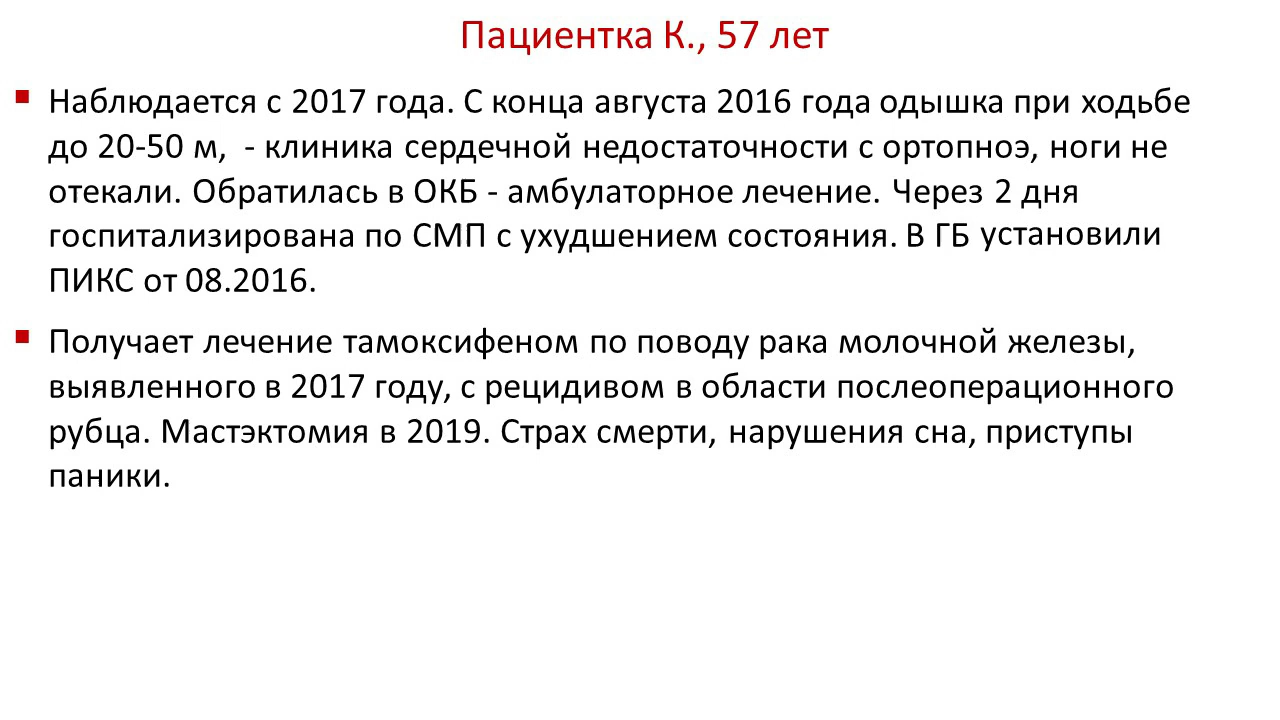 Пациентка К., 57 лет
Наблюдается с 2017 года. С конца августа 2016 года одышка при ходьбе
до 20-50 м,  - клиника сердечной недостаточности с ортопноэ, ноги не
отекали. Обратилась в ОКБ - амбулаторное лечение. Через 2 дня
госпитализирована по СМП с ухудшением состояния. В ГБ установили
ПИКС от 08.2016.
Получает лечение тамоксифеном по поводу рака молочной железы,
выявленного в 2017 году, с рецидивом в области послеоперационного
рубца. Мастэктомия в 2019. Страх смерти, нарушения сна, приступы
паники.